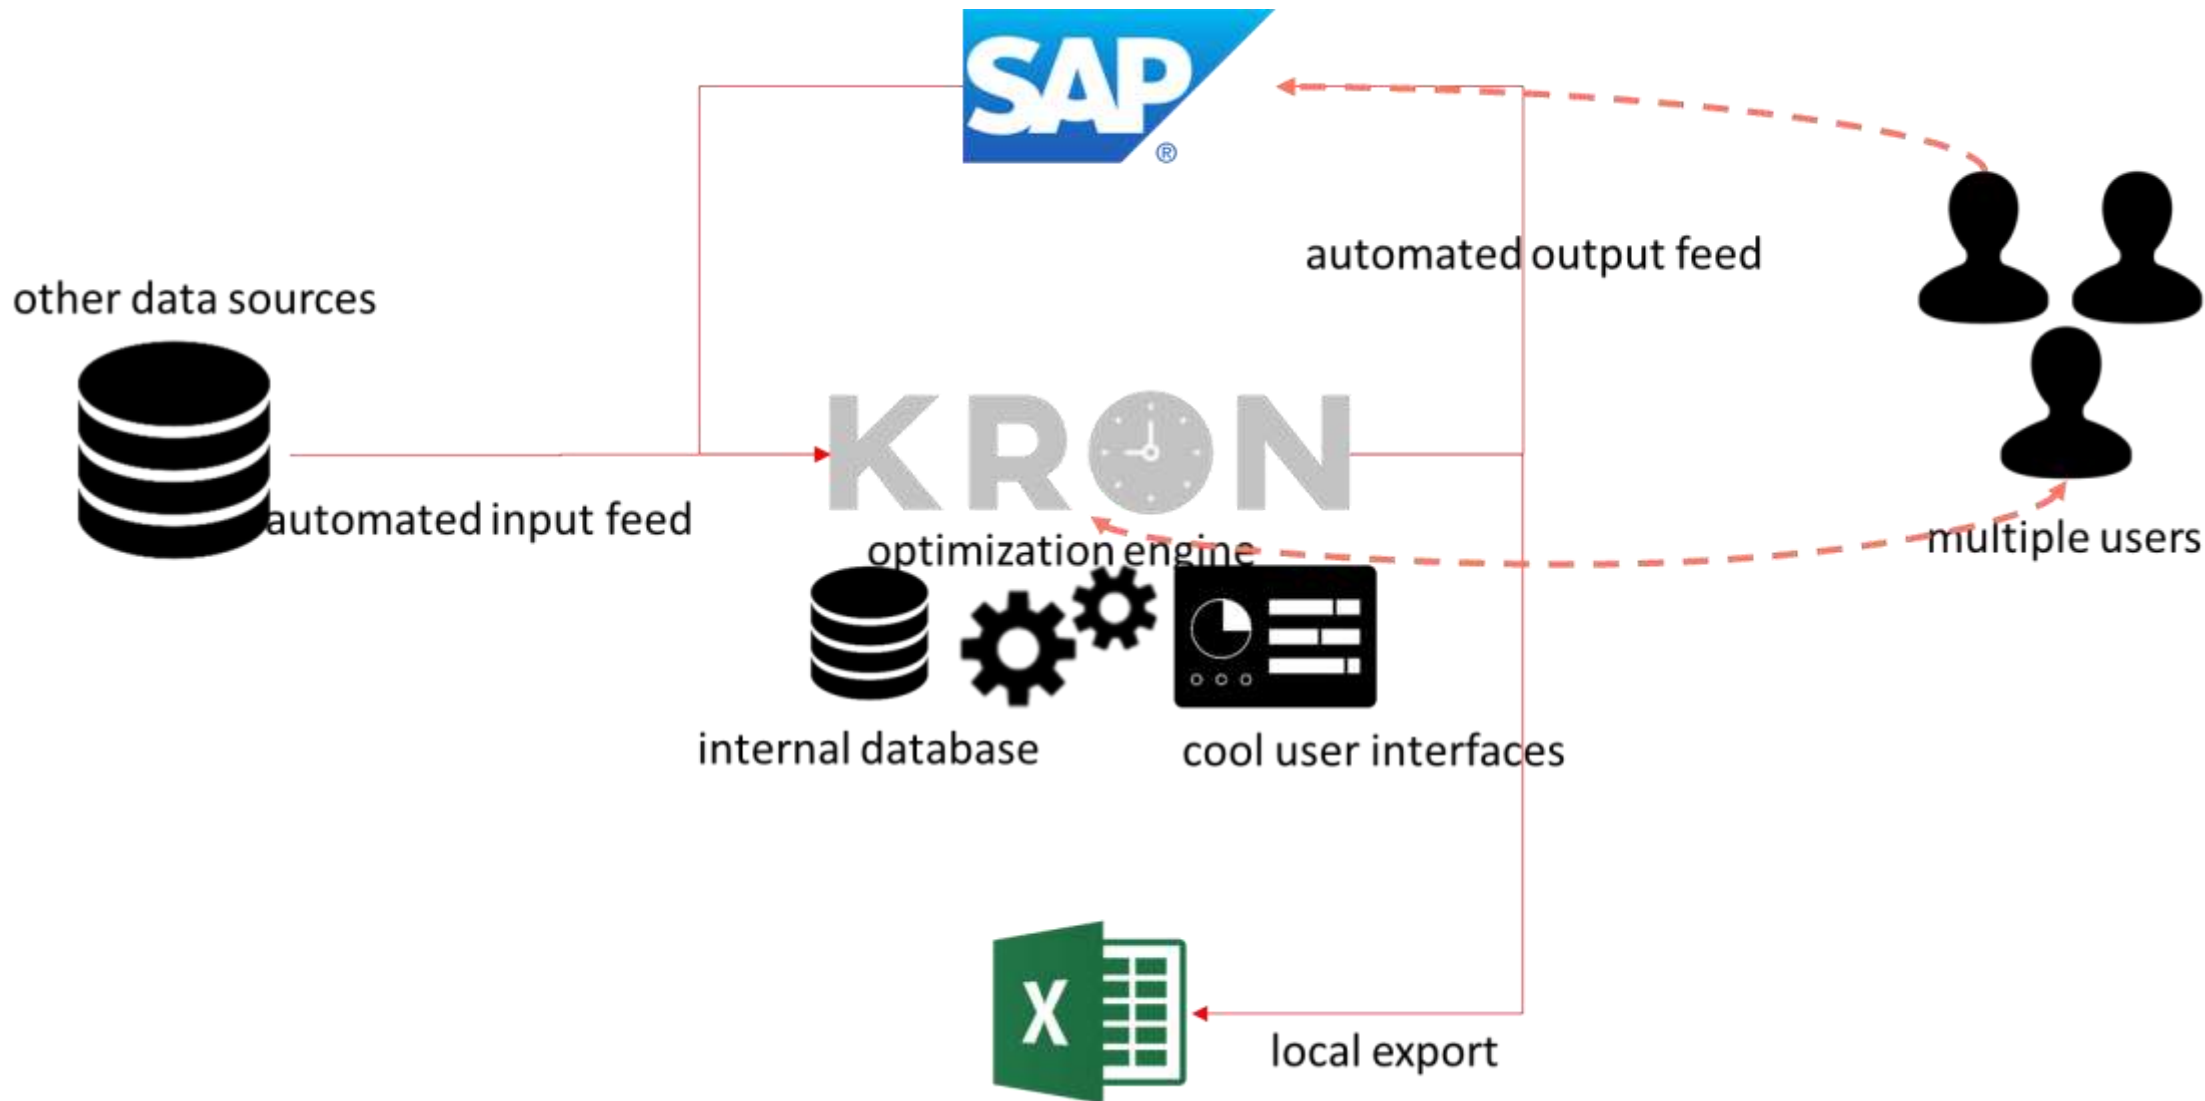 SAP
®
automated output feed
other data sources
KRON
automated input feed
optimization engine
multiple users
internal database
cool user interfaces
X
local export